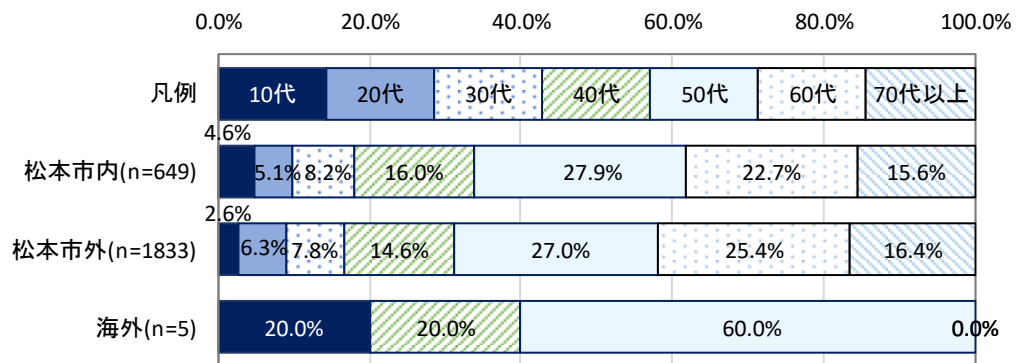 0.0% 20.0% 40.0% 60.0% 80.0% 100.0%
凡例 10代 20代 30代 40代 50代 60代 70代以上
4.6%
松本市内(n=649) 5.1% 8.2% 16.0% 27.9% 22.7% 15.6%
2.6%
松本市外(n=1833) 6.3% 7.8% 14.6% 27.0% 25.4% 16.4%
海外(n=5) 20.0% 20.0% 60.0% 0.0%